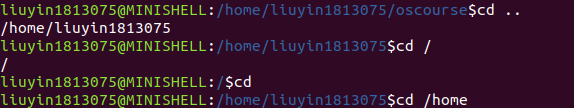 liuyin1813075@MINISHELL:/home/liuyin1813075/oscourse$cd ..
/home/liuyin1813075
liuyin1813075@MINISHELL:/home/liuyin1813075$cd /
/
liuyin1813075@MINISHELL:/$cd
liuyin1813075@MINISHELL:/home/liuyin1813075$cd /home